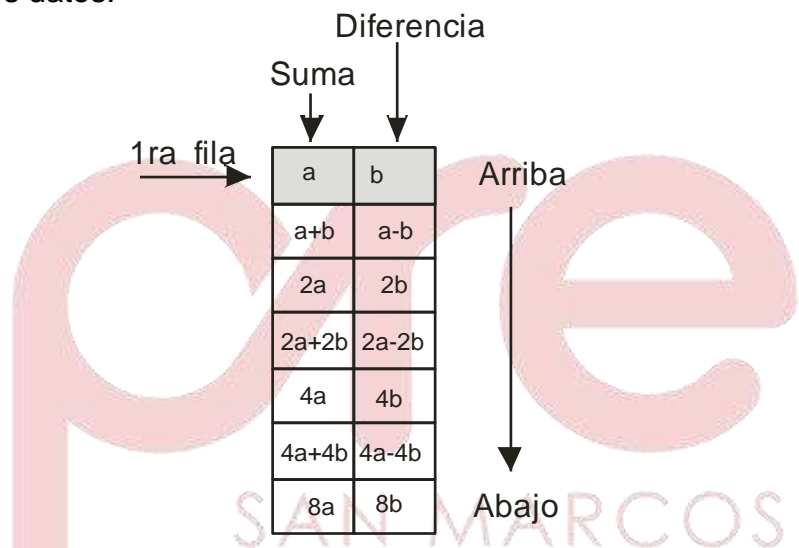 Diferencia
Suma
1ra fila
a b
Arriba
a+b a-b
2a 2b
2a+2b 2a-2b
4a 4b
4a+4b 4a-4b
8a 8b
Abajo
pre
SAN MARCOS